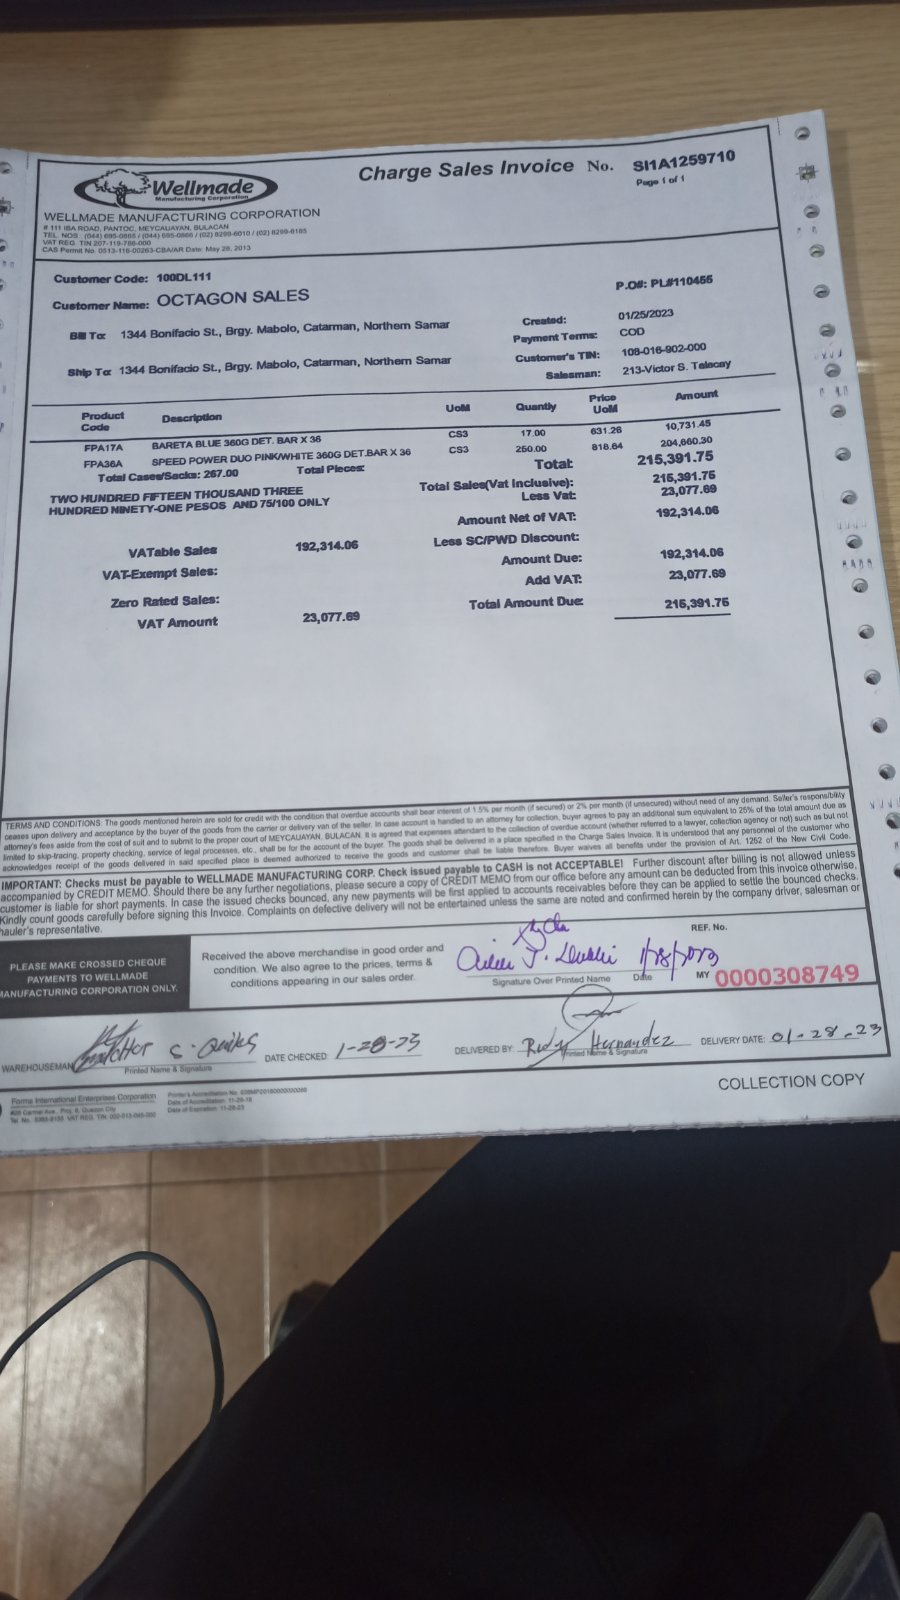 Wellmade
Manufacturing Corporation
Charge Sales Invoice No. SI1A1259710
Page 1 of 1
WELLMADE MANUFACTURING CORPORATION
# 111 IBA ROAD, PANTOC, MEYCAUAYAN, BULACAN
TEL. NOS.: (044) 695-0865 / (044) 695-0866 / (02) 8299-6010 / (02) 8299-6185
VAT REG. TIN 207-119-786-000
CAS Permit No. 0513-116-00263-CBA/AR Date: May 28, 2013
Customer Code: 100DL111
P.O#: PL#110455
Customer Name: OCTAGON SALES
Bill To: 1344 Bonifacio St., Brgy. Mabolo, Catarman, Northern Samar
Created: 01/25/2023
Payment Terms: COD
Ship To: 1344 Bonifacio St., Brgy. Mabolo, Catarman, Northern Samar
Customer's TIN: 108-016-902-000
Salesman: 213-Victor S. Talacay
Product Code Description UoM Quantity Price UoM Amount
FPA17A BARETA BLUE 360G DET. BAR X 36 CS3 17.00 631.26 10,731.45
FPA36A SPEED POWER DUO PINK/WHITE 360G DET.BAR X 36 CS3 250.00 818.64 204,660.30
Total Cases/Sacks: 267.00 Total Pieces: Total: 215,391.75
TWO HUNDRED FIFTEEN THOUSAND THREE
HUNDRED NINETY-ONE PESOS AND 75/100 ONLY
Total Sales(Vat Inclusive): 215,391.75
Less Vat: 23,077.69
Amount Net of VAT: 192,314.06
VATable Sales 192,314.06
Less SC/PWD Discount:
VAT-Exempt Sales:
Amount Due: 192,314.06
Add VAT: 23,077.69
Zero Rated Sales:
Total Amount Due: 215,391.75
VAT Amount 23,077.69
TERMS AND CONDITIONS: The goods mentioned herein are sold for credit with the condition that overdue accounts shall bear interest of 1.5% per month (if secured) or 2% per month (if unsecured) without need of any demand. Seller's responsibility
ceases upon delivery and acceptance by the buyer of the goods from the carrier or delivery van of the seller. In case account is handled to an attorney for collection, buyer agrees to pay an additional sum equivalent to 25% of the total amount due as
attorney's fees aside from the cost of suit and to submit to the proper court of MEYCAUAYAN, BULACAN. It is agreed that expenses attendant to the collection of overdue account (whether referred to a lawyer, collection agency or not) such as but not
limited to skip-tracing, property checking, service of legal processes, etc., shall be for the account of the buyer. The goods shall be delivered in a place specified in the Charge Sales Invoice. It is understood that any personnel of the customer who
acknowledges receipt of the goods delivered in said specified place is deemed authorized to receive the goods and customer shall be liable therefore. Buyer waives all benefits under the provision of Art. 1252 of the New Civil Code.
IMPORTANT: Checks must be payable to WELLMADE MANUFACTURING CORP. Check issued payable to CASH is not ACCEPTABLE! Further discount after billing is not allowed unless
accompanied by CREDIT MEMO. Should there be any further negotiations, please secure a copy of CREDIT MEMO from our office before any amount can be deducted from this invoice otherwise,
customer is liable for short payments. In case the issued checks bounced, any new payments will be first applied to accounts receivables before they can be applied to settle the bounced checks.
Kindly count goods carefully before signing this Invoice. Complaints on defective delivery will not be entertained unless the same are noted and confirmed herein by the company driver, salesman or
hauler's representative.
PLEASE MAKE CROSSED CHEQUE
PAYMENTS TO WELLMADE
MANUFACTURING CORPORATION ONLY.
Received the above merchandise in good order and
condition. We also agree to the prices, terms &
conditions appearing in our sales order.
1/28/2023
Signature Over Printed Name Date
REF. No.
MY 0000308749
WAREHOUSEMAN
Printed Name & Signature
DATE CHECKED: 1-28-23
DELIVERED BY: Rudy Hernandez
Printed Name & Signature
DELIVERY DATE: 01-28-23
Forms International Enterprises Corporation
Date of Accreditation: 11-28-18
Date of Expiration: 11-28-23
COLLECTION COPY